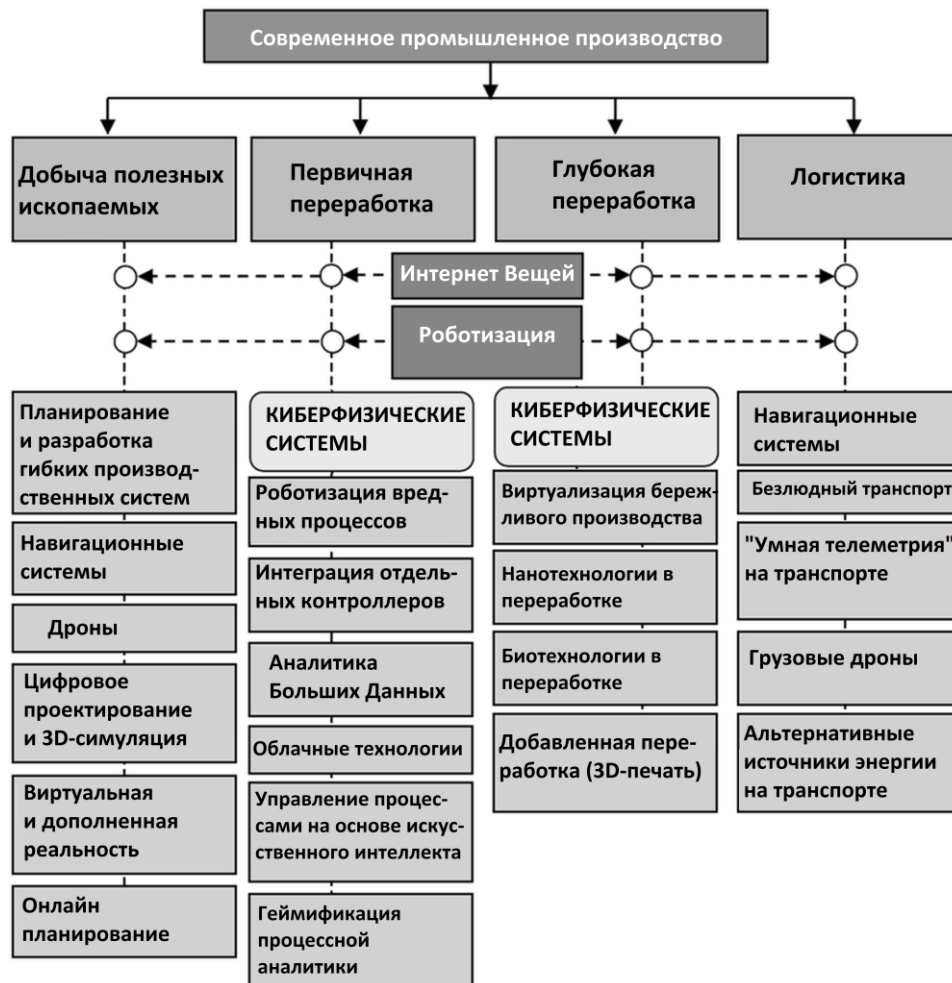 Современное промышленное производство
Добыча полезных
ископаемых
Первичная
переработка
Глубокая
переработка
Логистика
Интернет Вещей
Роботизация
Планирование
и разработка
гибких производ-
ственных систем
Навигационные
системы
Дроны
Цифровое
проектирование
и 3D-симуляция
Виртуальная
и дополненная
реальность
Онлайн
планирование
КИБЕРФИЗИЧЕСКИЕ
СИСТЕМЫ
Роботизация вред-
ных процессов
Интеграция отдель-
ных контроллеров
Аналитика
Больших Данных
Облачные технологии
Управление процес-
сами на основе искус-
ственного интеллекта
Геймификация
процессной
аналитики
КИБЕРФИЗИЧЕСКИЕ
СИСТЕМЫ
Виртуализация береж-
ливого производства
Нанотехнологии в
переработке
Биотехнологии в
переработке
Добавленная пере-
работка (3D-печать)
Навигационные
системы
Безлюдный транспорт
"Умная телеметрия"
на транспорте
Грузовые дроны
Альтернативные
источники энергии
на транспорте